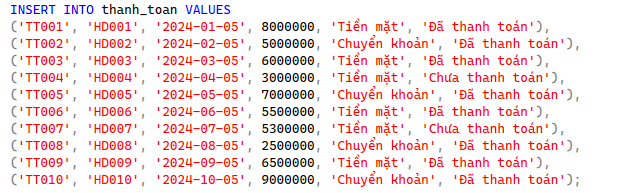 INSERT INTO thanh_toan VALUES
('TT001', 'HD001', '2024-01-05', 8000000, 'Tiền mặt', 'Đã thanh toán'),
('TT002', 'HD002', '2024-02-05', 5000000, 'Chuyển khoản', 'Đã thanh toán'),
('TT003', 'HD003', '2024-03-05', 6000000, 'Tiền mặt', 'Đã thanh toán'),
('TT004', 'HD004', '2024-04-05', 3000000, 'Tiền mặt', 'Chưa thanh toán'),
('TT005', 'HD005', '2024-05-05', 7000000, 'Chuyển khoản', 'Đã thanh toán'),
('TT006', 'HD006', '2024-06-05', 5500000, 'Tiền mặt', 'Đã thanh toán'),
('TT007', 'HD007', '2024-07-05', 5300000, 'Tiền mặt', 'Chưa thanh toán'),
('TT008', 'HD008', '2024-08-05', 2500000, 'Chuyển khoản', 'Đã thanh toán'),
('TT009', 'HD009', '2024-09-05', 6500000, 'Tiền mặt', 'Đã thanh toán'),
('TT010', 'HD010', '2024-10-05', 9000000, 'Chuyển khoản', 'Đã thanh toán');